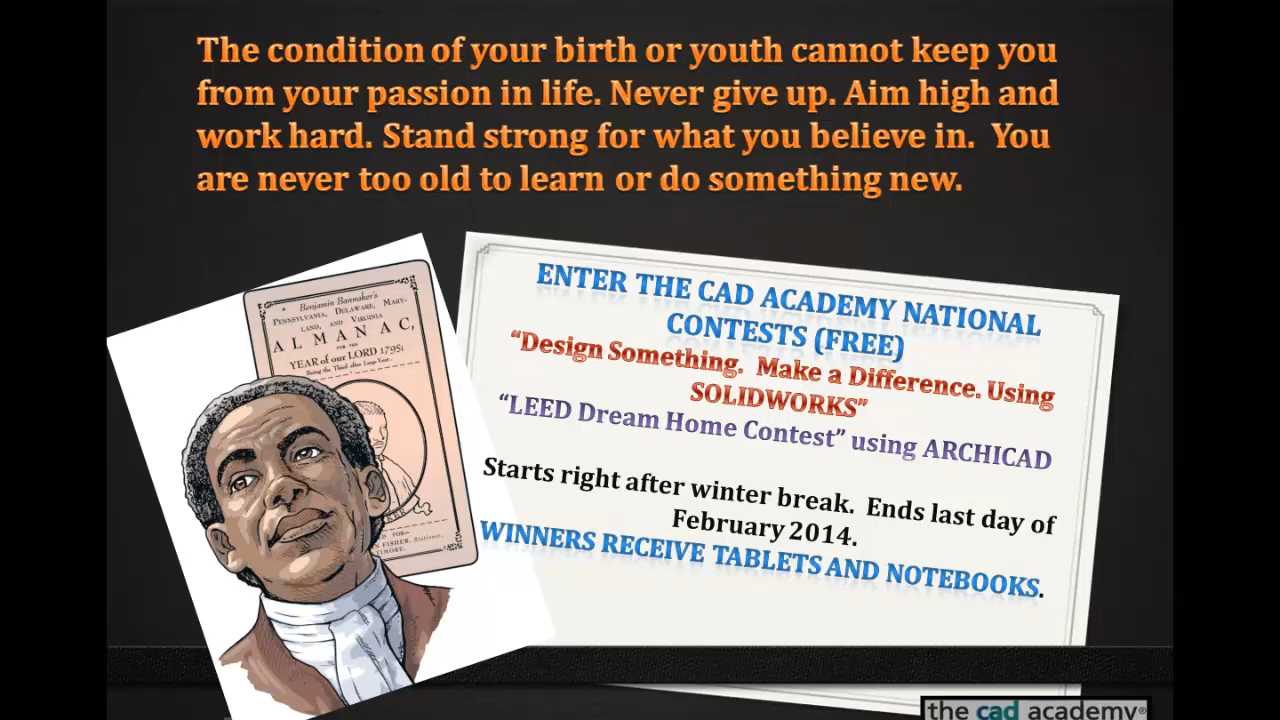 The condition of your birth or youth cannot keep you
from your passion in life. Never give up. Aim high and
work hard. Stand strong for what you believe in.  You
are never too old to learn or do something new.
Benjamin Bannaker's
PENNSYLVANIA, DELAWARE, MARY-
LAND, AND VIRGINIA
ALMANAC,
FOR THE
YEAR of our LORD 1795;
Being the Third after Leap-Year.
FISHER, Stationer.
ENTER THE CAD ACADEMY NATIONAL
CONTESTS (FREE)
“Design Something.  Make a Difference. Using
SOLIDWORKS”
“LEED Dream Home Contest” using ARCHICAD
Starts right after winter break.  Ends last day of
February 2014.
WINNERS RECEIVE TABLETS AND NOTEBOOKS.
the cad academy®